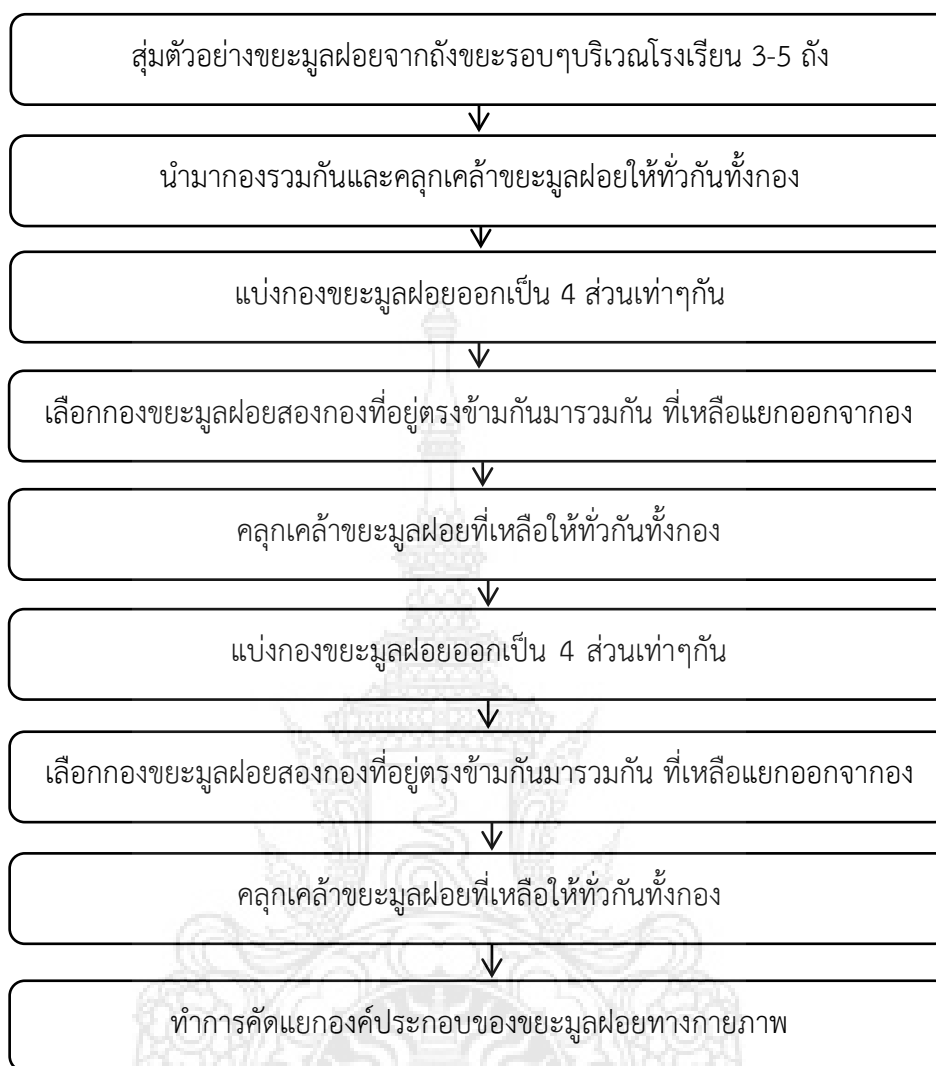 สุ่มตัวอย่างขยะมูลฝอยจากถังขยะรอบๆบริเวณโรงเรียน 3-5 ถัง
นำมากองรวมกันและคลุกเคล้าขยะมูลฝอยให้ทั่วกันทั้งกอง
แบ่งกองขยะมูลฝอยออกเป็น 4 ส่วนเท่าๆกัน
เลือกกองขยะมูลฝอยสองกองที่อยู่ตรงข้ามกันมารวมกัน ที่เหลือแยกออกจากอง
คลุกเคล้าขยะมูลฝอยที่เหลือให้ทั่วกันทั้งกอง
แบ่งกองขยะมูลฝอยออกเป็น 4 ส่วนเท่าๆกัน
เลือกกองขยะมูลฝอยสองกองที่อยู่ตรงข้ามกันมารวมกัน ที่เหลือแยกออกจากอง
คลุกเคล้าขยะมูลฝอยที่เหลือให้ทั่วกันทั้งกอง
ทำการคัดแยกองค์ประกอบของขยะมูลฝอยทางกายภาพ